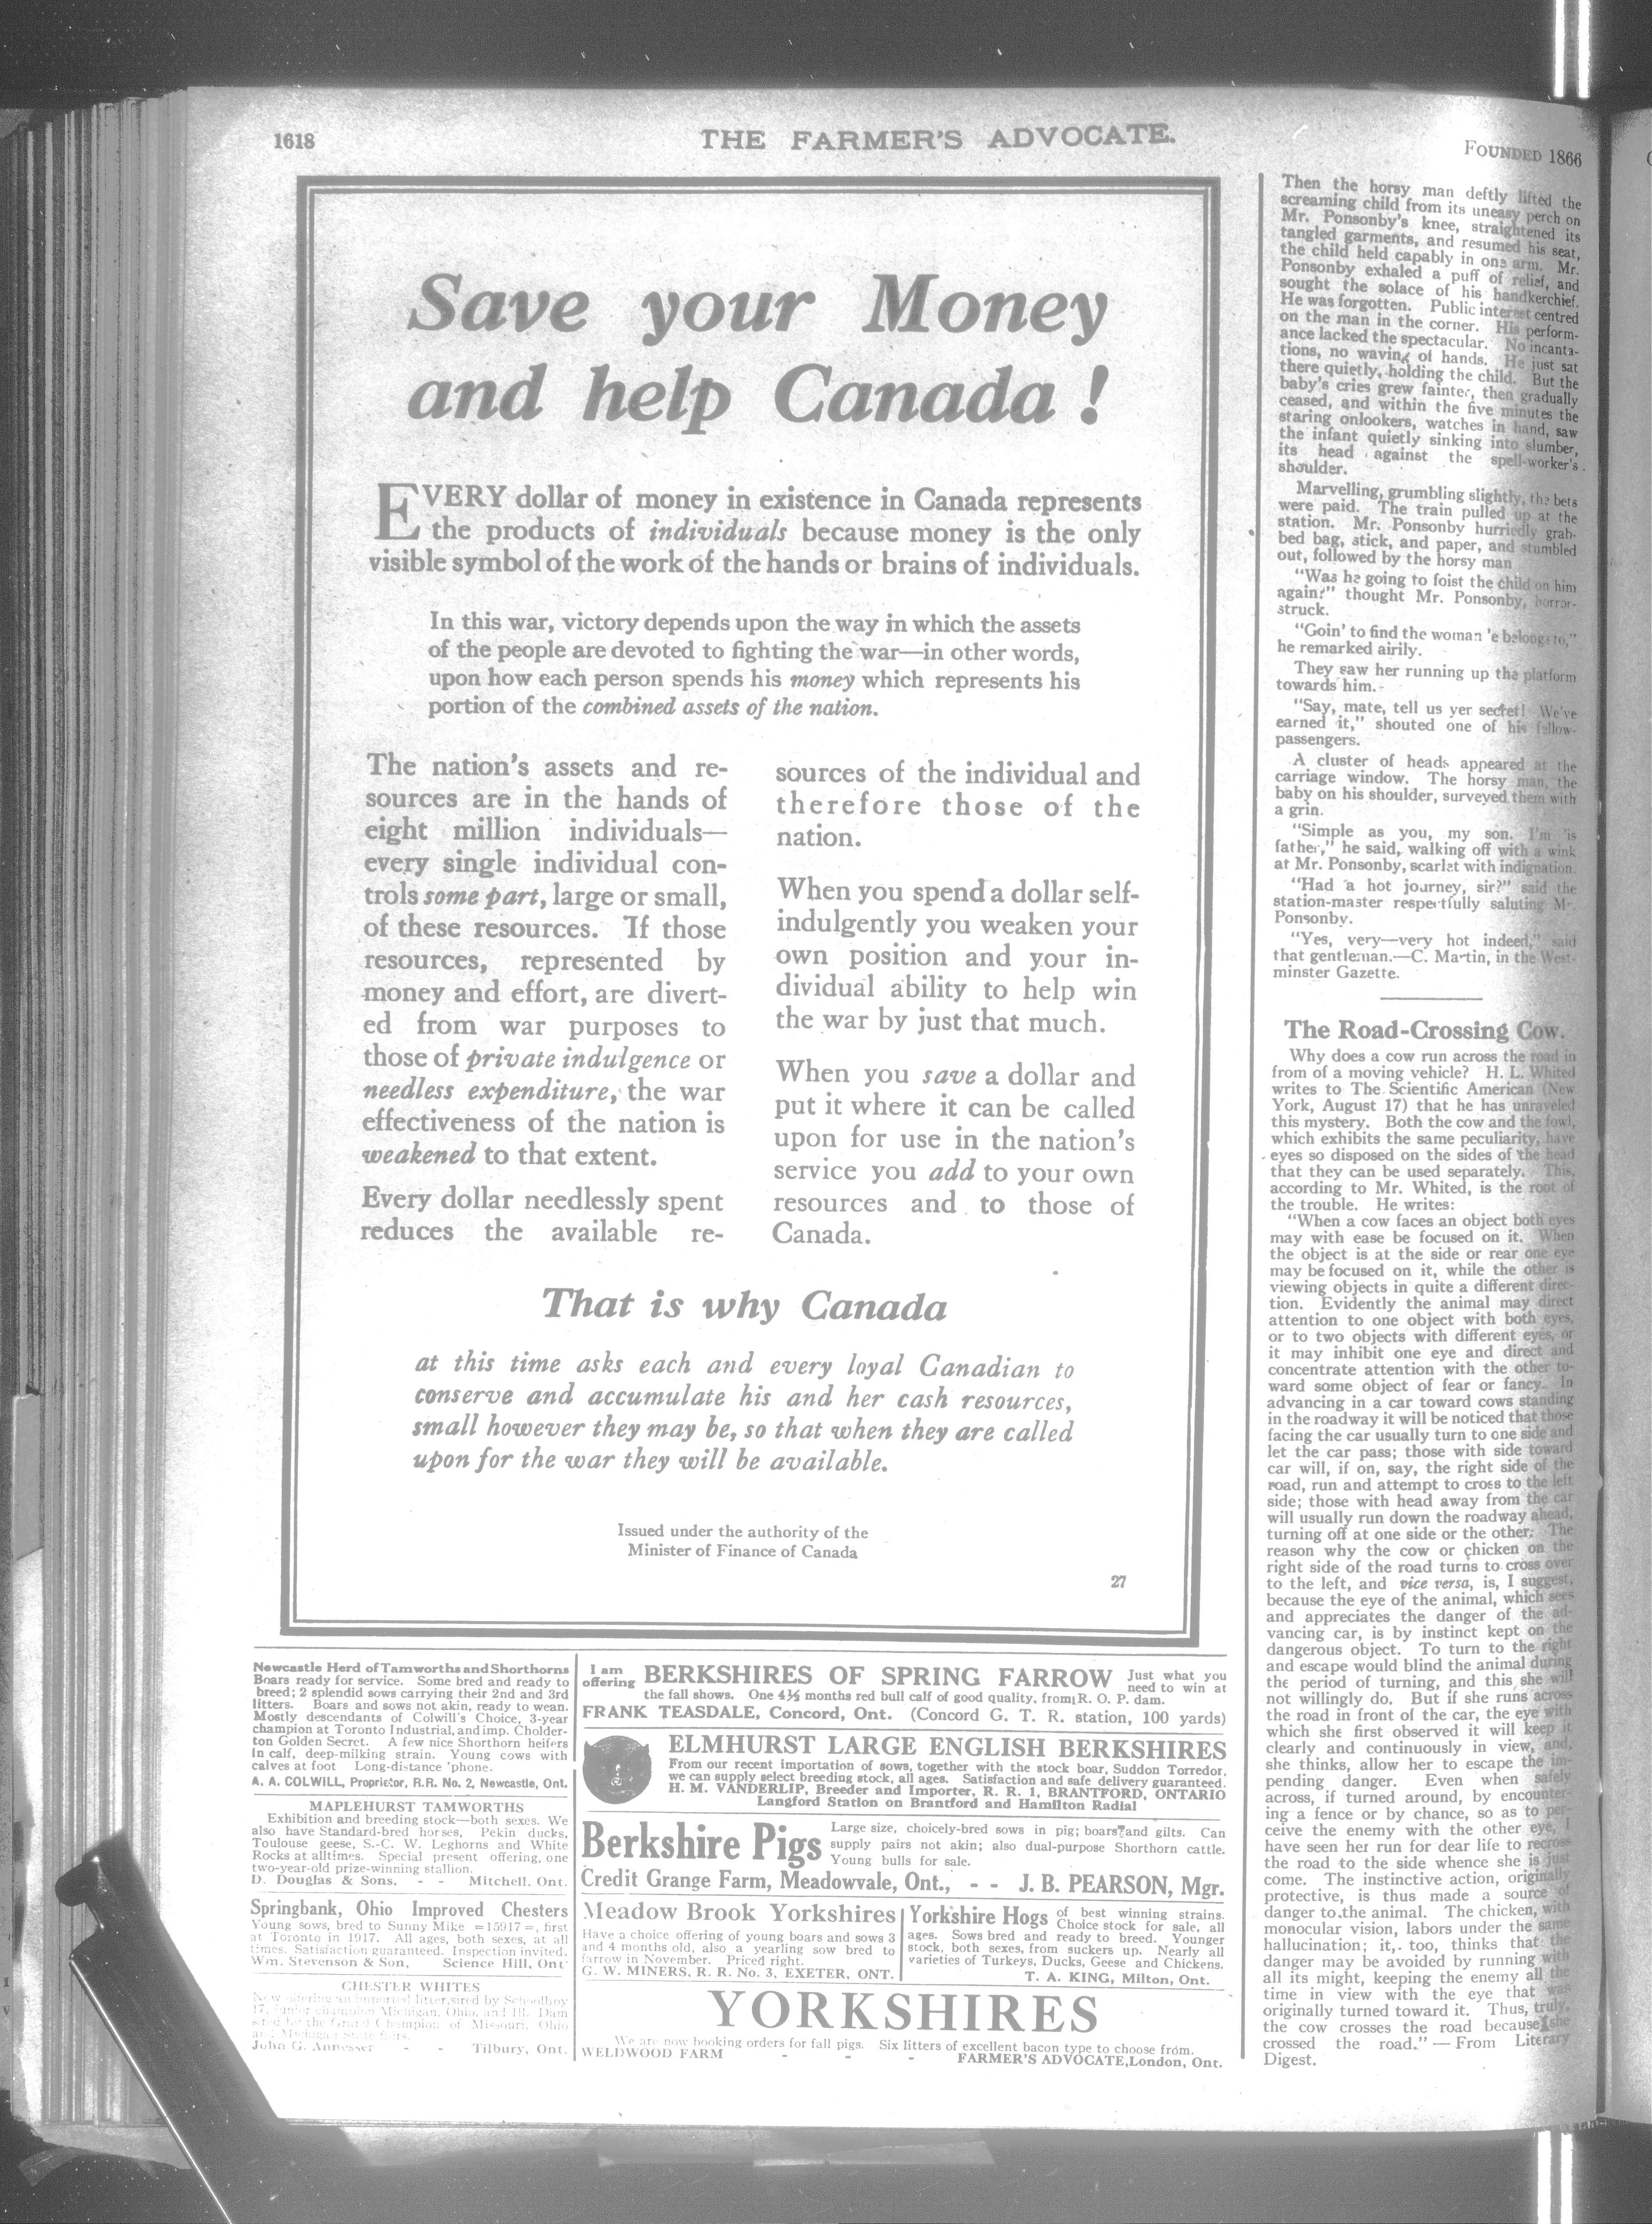 1618
THE FARMER'S ADVOCATE.
FOUNDED 1866
Save your Money
and help Canada!
EVERY dollar of money in existence in Canada represents
the products of individuals because money is the only
visible symbol of the work of the hands or brains of individuals.
In this war, victory depends upon the way in which the assets
of the people are devoted to fighting the war—in other words,
upon how each person spends his money which represents his
portion of the combined assets of the nation.
The nation's assets and re-
sources are in the hands of
eight million individuals—
every single individual con-
trols some part, large or small,
of these resources. If those
resources, represented by
money and effort, are divert-
ed from war purposes to
those of private indulgence or
needless expenditure, the war
effectiveness of the nation is
weakened to that extent.
Every dollar needlessly spent
reduces the available re-
sources of the individual and
therefore those of the
nation.
When you spend a dollar self-
indulgently you weaken your
own position and your in-
dividual ability to help win
the war by just that much.
When you save a dollar and
put it where it can be called
upon for use in the nation's
service you add to your own
resources and to those of
Canada.
That is why Canada
at this time asks each and every loyal Canadian to
conserve and accumulate his and her cash resources,
small however they may be, so that when they are called
upon for the war they will be available.
Issued under the authority of the
Minister of Finance of Canada
27
Newcastle Herd of Tamworths and Shorthorns
Boars ready for service. Some bred and ready to
breed; 2 splendid sows carrying their 2nd and 3rd
litters. Boars and sows not akin, ready to wean.
Mostly descendants of Colwill's Choice, 3-year
champion at Toronto Industrial, and imp. Cholder-
ton Golden Secret. A few nice Shorthorn heifers
in calf, deep-milking strain. Young cows with
calves at foot Long-distance 'phone.
A. A. COLWILL, Proprietor, R.R. No. 2, Newcastle, Ont.
MAPLEHURST TAMWORTHS
Exhibition and breeding stock—both sexes. We
also have Standard-bred horses, Pekin ducks,
Toulouse geese, S.-C. W. Leghorns and White
Rocks at alltimes. Special present offering, one
two-year-old prize-winning stallion.
D. Douglas & Sons, - - Mitchell, Ont.
Springbank, Ohio Improved Chesters
Young sows, bred to Sunny Mike =15917=, first
at Toronto in 1917. All ages, both sexes, at all
times. Satisfaction guaranteed. Inspection invited.
Wm. Stevenson & Son, Science Hill, Ont
CHESTER WHITES
Now offering an imported litter, sired by Schoolboy
17, junior champion Michigan, Ohio, and Ill. Dam
sired by the Grand Champion of Missouri, Ohio
and Michigan State fairs.
John G. Annesser - - Tilbury, Ont.
I am offering BERKSHIRES OF SPRING FARROW Just what you need to win at
the fall shows. One 4½ months red bull calf of good quality, from R. O. P. dam.
FRANK TEASDALE, Concord, Ont. (Concord G. T. R. station, 100 yards)
ELMHURST LARGE ENGLISH BERKSHIRES
From our recent importation of sows, together with the stock boar, Suddon Torredor,
we can supply select breeding stock, all ages. Satisfaction and safe delivery guaranteed.
H. M. VANDERLIP, Breeder and Importer, R. R. 1, BRANTFORD, ONTARIO
Langford Station on Brantford and Hamilton Radial
Berkshire Pigs
Large size, choicely-bred sows in pig; boars and gilts. Can
supply pairs not akin; also dual-purpose Shorthorn cattle.
Young bulls for sale.
Credit Grange Farm, Meadowvale, Ont., - - J. B. PEARSON, Mgr.
Meadow Brook Yorkshires
Have a choice offering of young boars and sows 3
and 4 months old, also a yearling sow bred to
farrow in November. Priced right.
G. W. MINERS, R. R. No. 3, EXETER, ONT.
Yorkshire Hogs of best winning strains.
Choice stock for sale, all
ages. Sows bred and ready to breed. Younger
stock, both sexes, from suckers up. Nearly all
varieties of Turkeys, Ducks, Geese and Chickens.
T. A. KING, Milton, Ont.
YORKSHIRES
We are now booking orders for fall pigs. Six litters of excellent bacon type to choose from.
WELDWOOD FARM - - - FARMER'S ADVOCATE, London, Ont.
Then the horsy man deftly lifted the
screaming child from its uneasy perch on
Mr. Ponsonby's knee, straightened its
tangled garments, and resumed his seat,
the child held capably in one arm. Mr.
Ponsonby exhaled a puff of relief, and
sought the solace of his handkerchief.
He was forgotten. Public interest centred
on the man in the corner. His perform-
ance lacked the spectacular. No incanta-
tions, no waving of hands. He just sat
there quietly, holding the child. But the
baby's cries grew fainter, then gradually
ceased, and within the five minutes the
staring onlookers, watches in hand, saw
the infant quietly sinking into slumber,
its head against the spell-worker's
shoulder.
Marvelling, grumbling slightly, the bets
were paid. The train pulled up at the
station. Mr. Ponsonby hurriedly grab-
bed bag, stick, and paper, and stumbled
out, followed by the horsy man
"Was he going to foist the child on him
again?" thought Mr. Ponsonby, horror-
struck.
"Goin' to find the woman 'e belongs to,"
he remarked airily.
They saw her running up the platform
towards him.
"Say, mate, tell us yer secret! We've
earned it," shouted one of his fellow-
passengers.
A cluster of heads appeared at the
carriage window. The horsy man, the
baby on his shoulder, surveyed them with
a grin.
"Simple as you, my son. I'm 'is
father," he said, walking off with a wink
at Mr. Ponsonby, scarlet with indignation.
"Had a hot journey, sir?" said the
station-master respectfully saluting Mr.
Ponsonby.
"Yes, very—very hot indeed," said
that gentleman.—C. Martin, in the West-
minster Gazette.
The Road-Crossing Cow.
Why does a cow run across the road in
from of a moving vehicle? H. L. Whited
writes to The Scientific American (New
York, August 17) that he has unraveled
this mystery. Both the cow and the fowl,
which exhibits the same peculiarity, have
eyes so disposed on the sides of the head
that they can be used separately. This,
according to Mr. Whited, is the root of
the trouble. He writes:
"When a cow faces an object both eyes
may with ease be focused on it. When
the object is at the side or rear one eye
may be focused on it, while the other is
viewing objects in quite a different direc-
tion. Evidently the animal may direct
attention to one object with both eyes,
or to two objects with different eyes, or
it may inhibit one eye and direct and
concentrate attention with the other to-
ward some object of fear or fancy. In
advancing in a car toward cows standing
in the roadway it will be noticed that those
facing the car usually turn to one side and
let the car pass; those with side toward
car will, if on, say, the right side of the
road, run and attempt to cross to the left
side; those with head away from the car
will usually run down the roadway ahead,
turning off at one side or the other. The
reason why the cow or chicken on the
right side of the road turns to cross over
to the left, and vice versa, is, I suggest,
because the eye of the animal, which sees
and appreciates the danger of the ad-
vancing car, is by instinct kept on the
dangerous object. To turn to the right
and escape would blind the animal during
the period of turning, and this she will
not willingly do. But if she runs across
the road in front of the car, the eye with
which she first observed it will keep it
clearly and continuously in view, and,
she thinks, allow her to escape the im-
pending danger. Even when safely
across, if turned around, by encounter-
ing a fence or by chance, so as to per-
ceive the enemy with the other eye, I
have seen her run for dear life to recross
the road to the side whence she is just
come. The instinctive action, originally
protective, is thus made a source of
danger to the animal. The chicken, with
monocular vision, labors under the same
hallucination; it, too, thinks that the
danger may be avoided by running with
all its might, keeping the enemy all the
time in view with the eye that was
originally turned toward it. Thus, truly,
the cow crosses the road because she
crossed the road."—From Literary
Digest.